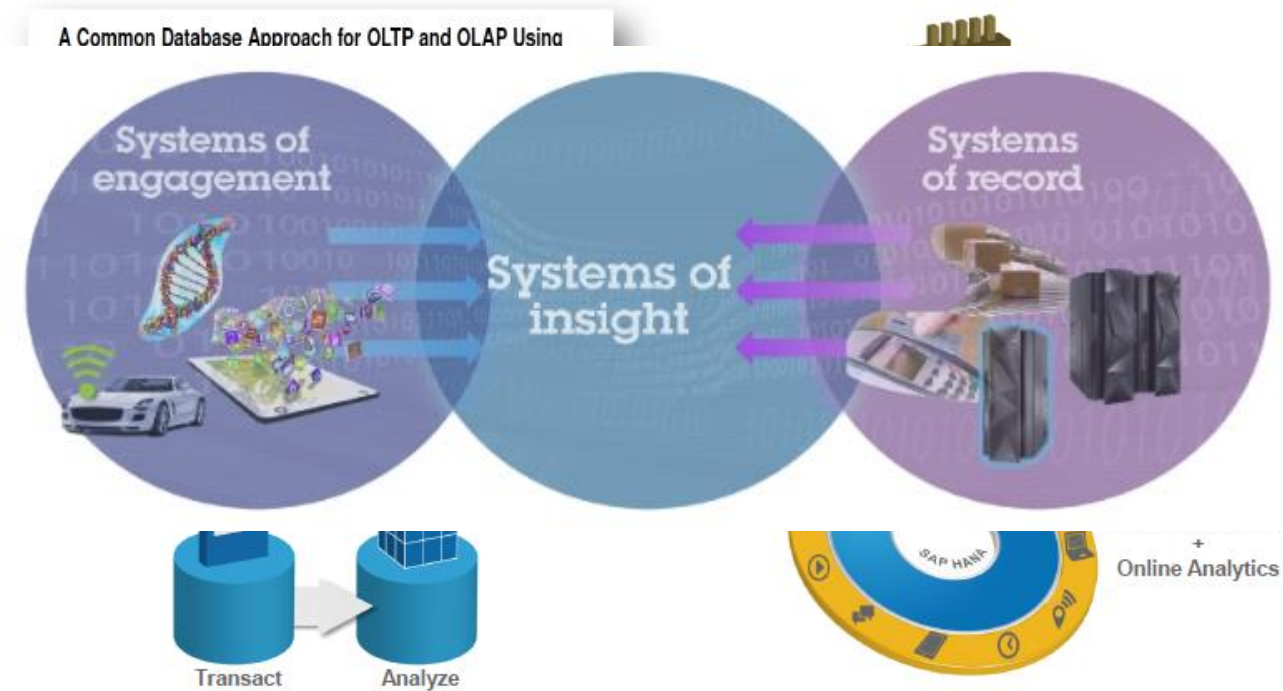 A Common Database Approach for OLTP and OLAP Using
Systems of
engagement
Systems of
insight
Systems
of record
SAP HANA
+
Online Analytics
Transact
Analyze